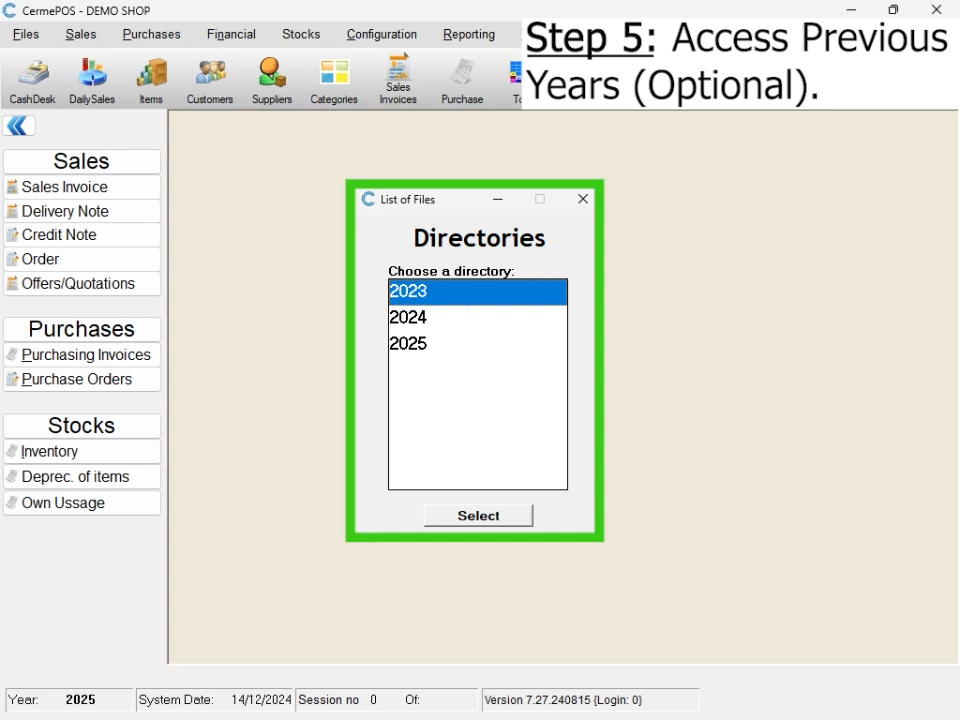 CermePOS - DEMO SHOP
Files Sales Purchases Financial Stocks Configuration Reporting
Step 5: Access Previous
Years (Optional).
CashDesk DailySales Items Customers Suppliers Categories Sales Invoices Purchase To
Sales
Sales Invoice
Delivery Note
Credit Note
Order
Offers/Quotations
Purchases
Purchasing Invoices
Purchase Orders
Stocks
Inventory
Deprec. of items
Own Ussage
List of Files
Directories
Choose a directory:
2023
2024
2025
Select
Year: 2025 System Date: 14/12/2024 Session no 0 Of: Version 7.27.240815 {Login: 0}